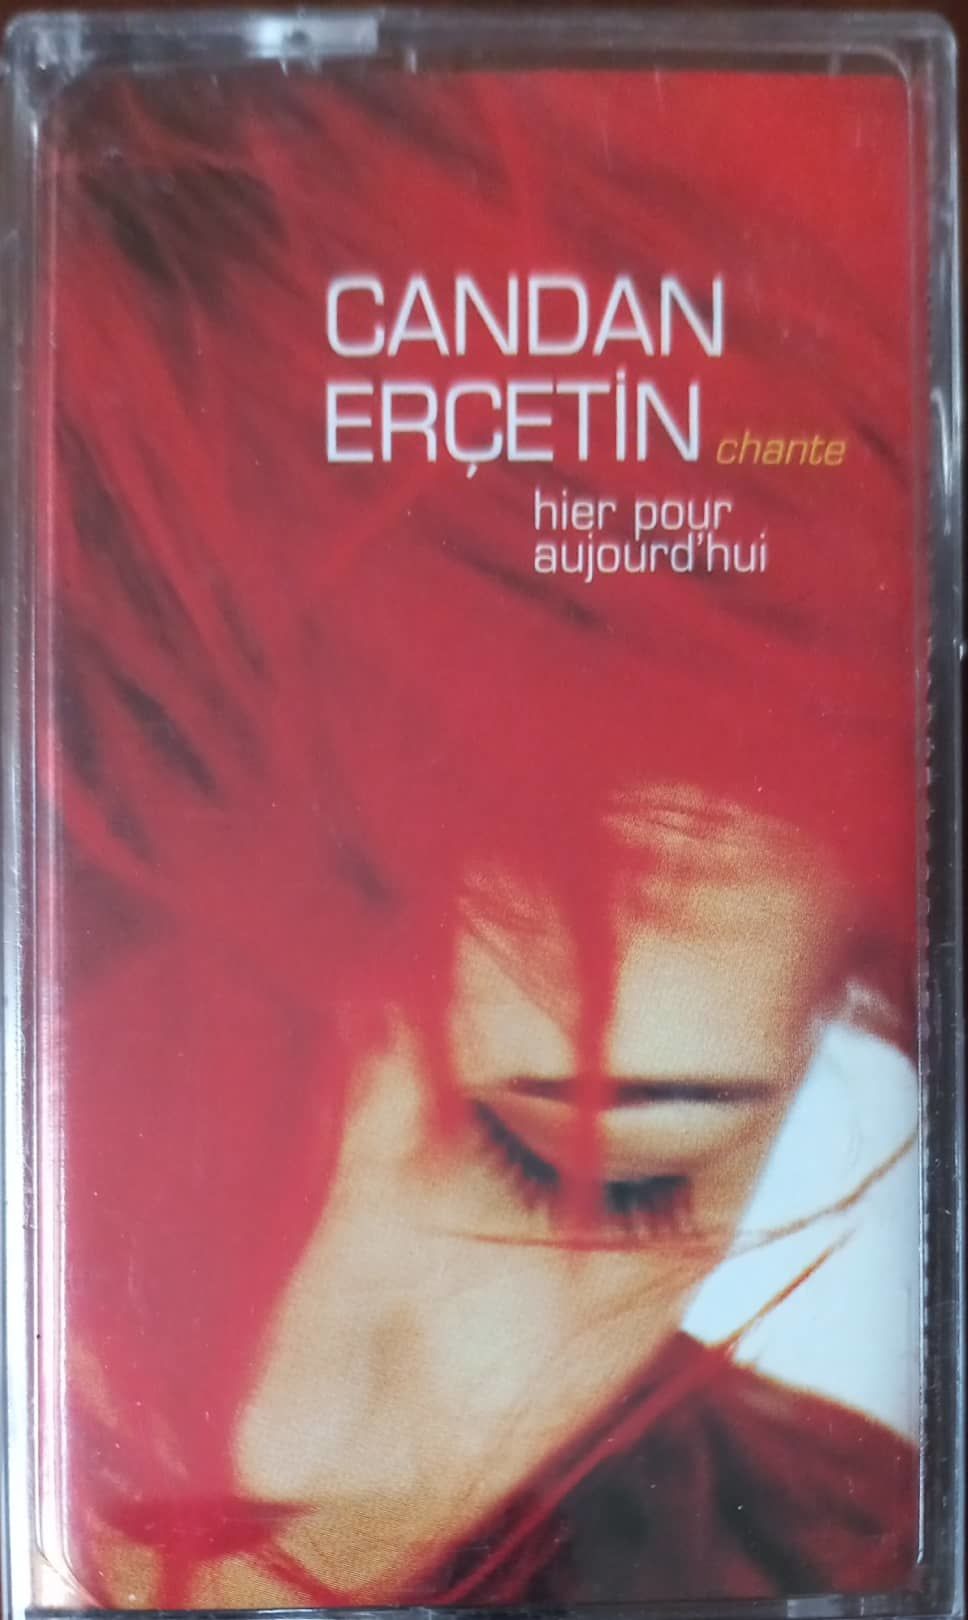 CANDAN
ERÇETİN chante
hier pour
aujourd'hui